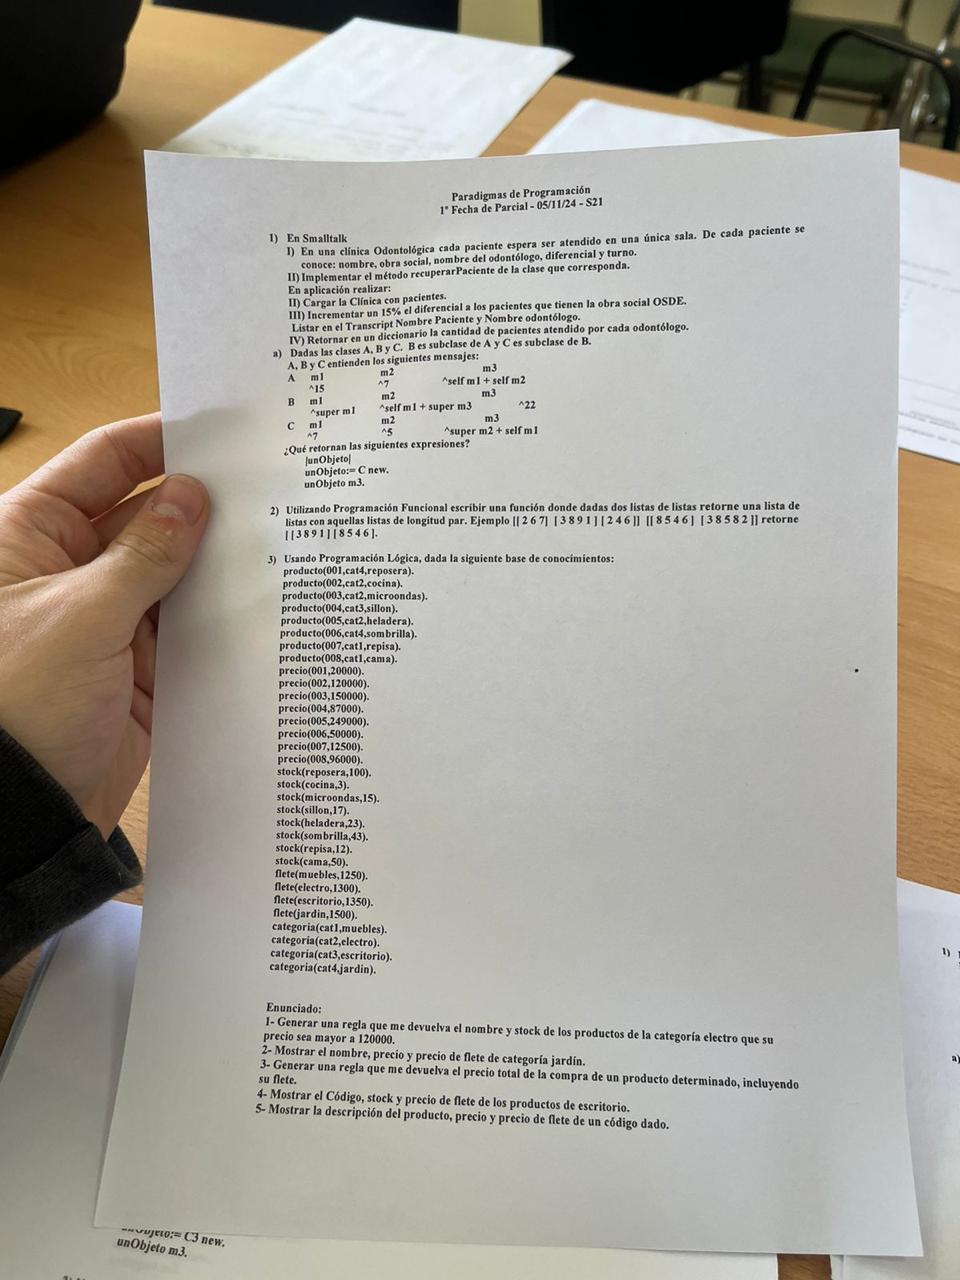 Paradigmas de Programación
1° Fecha de Parcial - 05/11/24 - S21
1) En Smalltalk
I) En una clínica Odontológica cada paciente espera ser atendido en una única sala. De cada paciente se
conoce: nombre, obra social, nombre del odontólogo, diferencial y turno.
II) Implementar el método recuperarPaciente de la clase que corresponda.
En aplicación realizar:
II) Cargar la Clínica con pacientes.
III) Incrementar un 15% el diferencial a los pacientes que tienen la obra social OSDE.
Listar en el Transcript Nombre Paciente y Nombre odontólogo.
IV) Retornar en un diccionario la cantidad de pacientes atendido por cada odontólogo.
a) Dadas las clases A, B y C. B es subclase de A y C es subclase de B.
A, B y C entienden los siguientes mensajes:
A m1 m2 m3
^15 ^7 ^self m1 + self m2
B m1 m2 m3
^super m1 ^self m1 + super m3 ^22
C m1 m2 m3
^7 ^5 ^super m2 + self m1
¿Qué retornan las siguientes expresiones?
|unObjeto|
unObjeto:= C new.
unObjeto m3.
2) Utilizando Programación Funcional escribir una función donde dadas dos listas de listas retorne una lista de
listas con aquellas listas de longitud par. Ejemplo [[ 2 6 7] [ 3 8 9 1 ] [ 2 4 6 ]] [[ 8 5 4 6 ] [ 3 8 5 8 2 ]] retorne
[ [ 3 8 9 1 ] [ 8 5 4 6 ].
3) Usando Programación Lógica, dada la siguiente base de conocimientos:
producto(001,cat4,reposera).
producto(002,cat2,cocina).
producto(003,cat2,microondas).
producto(004,cat3,sillon).
producto(005,cat2,heladera).
producto(006,cat4,sombrilla).
producto(007,cat1,repisa).
producto(008,cat1,cama).
precio(001,20000).
precio(002,120000).
precio(003,150000).
precio(004,87000).
precio(005,249000).
precio(006,50000).
precio(007,12500).
precio(008,96000).
stock(reposera,100).
stock(cocina,3).
stock(microondas,15).
stock(sillon,17).
stock(heladera,23).
stock(sombrilla,43).
stock(repisa,12).
stock(cama,50).
flete(muebles,1250).
flete(electro,1300).
flete(escritorio,1350).
flete(jardin,1500).
categoria(cat1,muebles).
categoria(cat2,electro).
categoria(cat3,escritorio).
categoria(cat4,jardin).
Enunciado:
1- Generar una regla que me devuelva el nombre y stock de los productos de la categoría electro que su
precio sea mayor a 120000.
2- Mostrar el nombre, precio y precio de flete de categoría jardín.
3- Generar una regla que me devuelva el precio total de la compra de un producto determinado, incluyendo
su flete.
4- Mostrar el Código, stock y precio de flete de los productos de escritorio.
5- Mostrar la descripción del producto, precio y precio de flete de un código dado.
C3 new.
unObjeto m3.
1)
a)